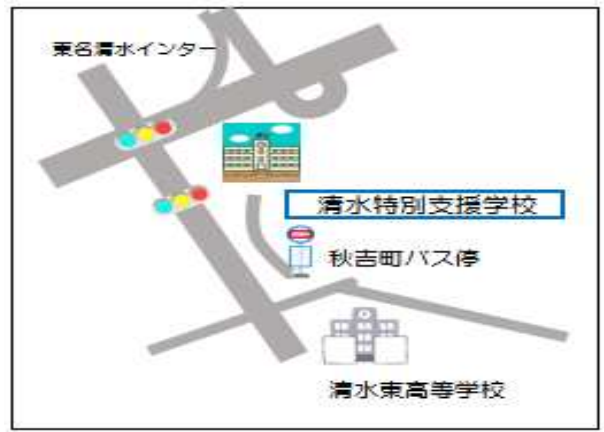 東名清水インター
清水特別支援学校
秋吉町バス停
清水東高等学校